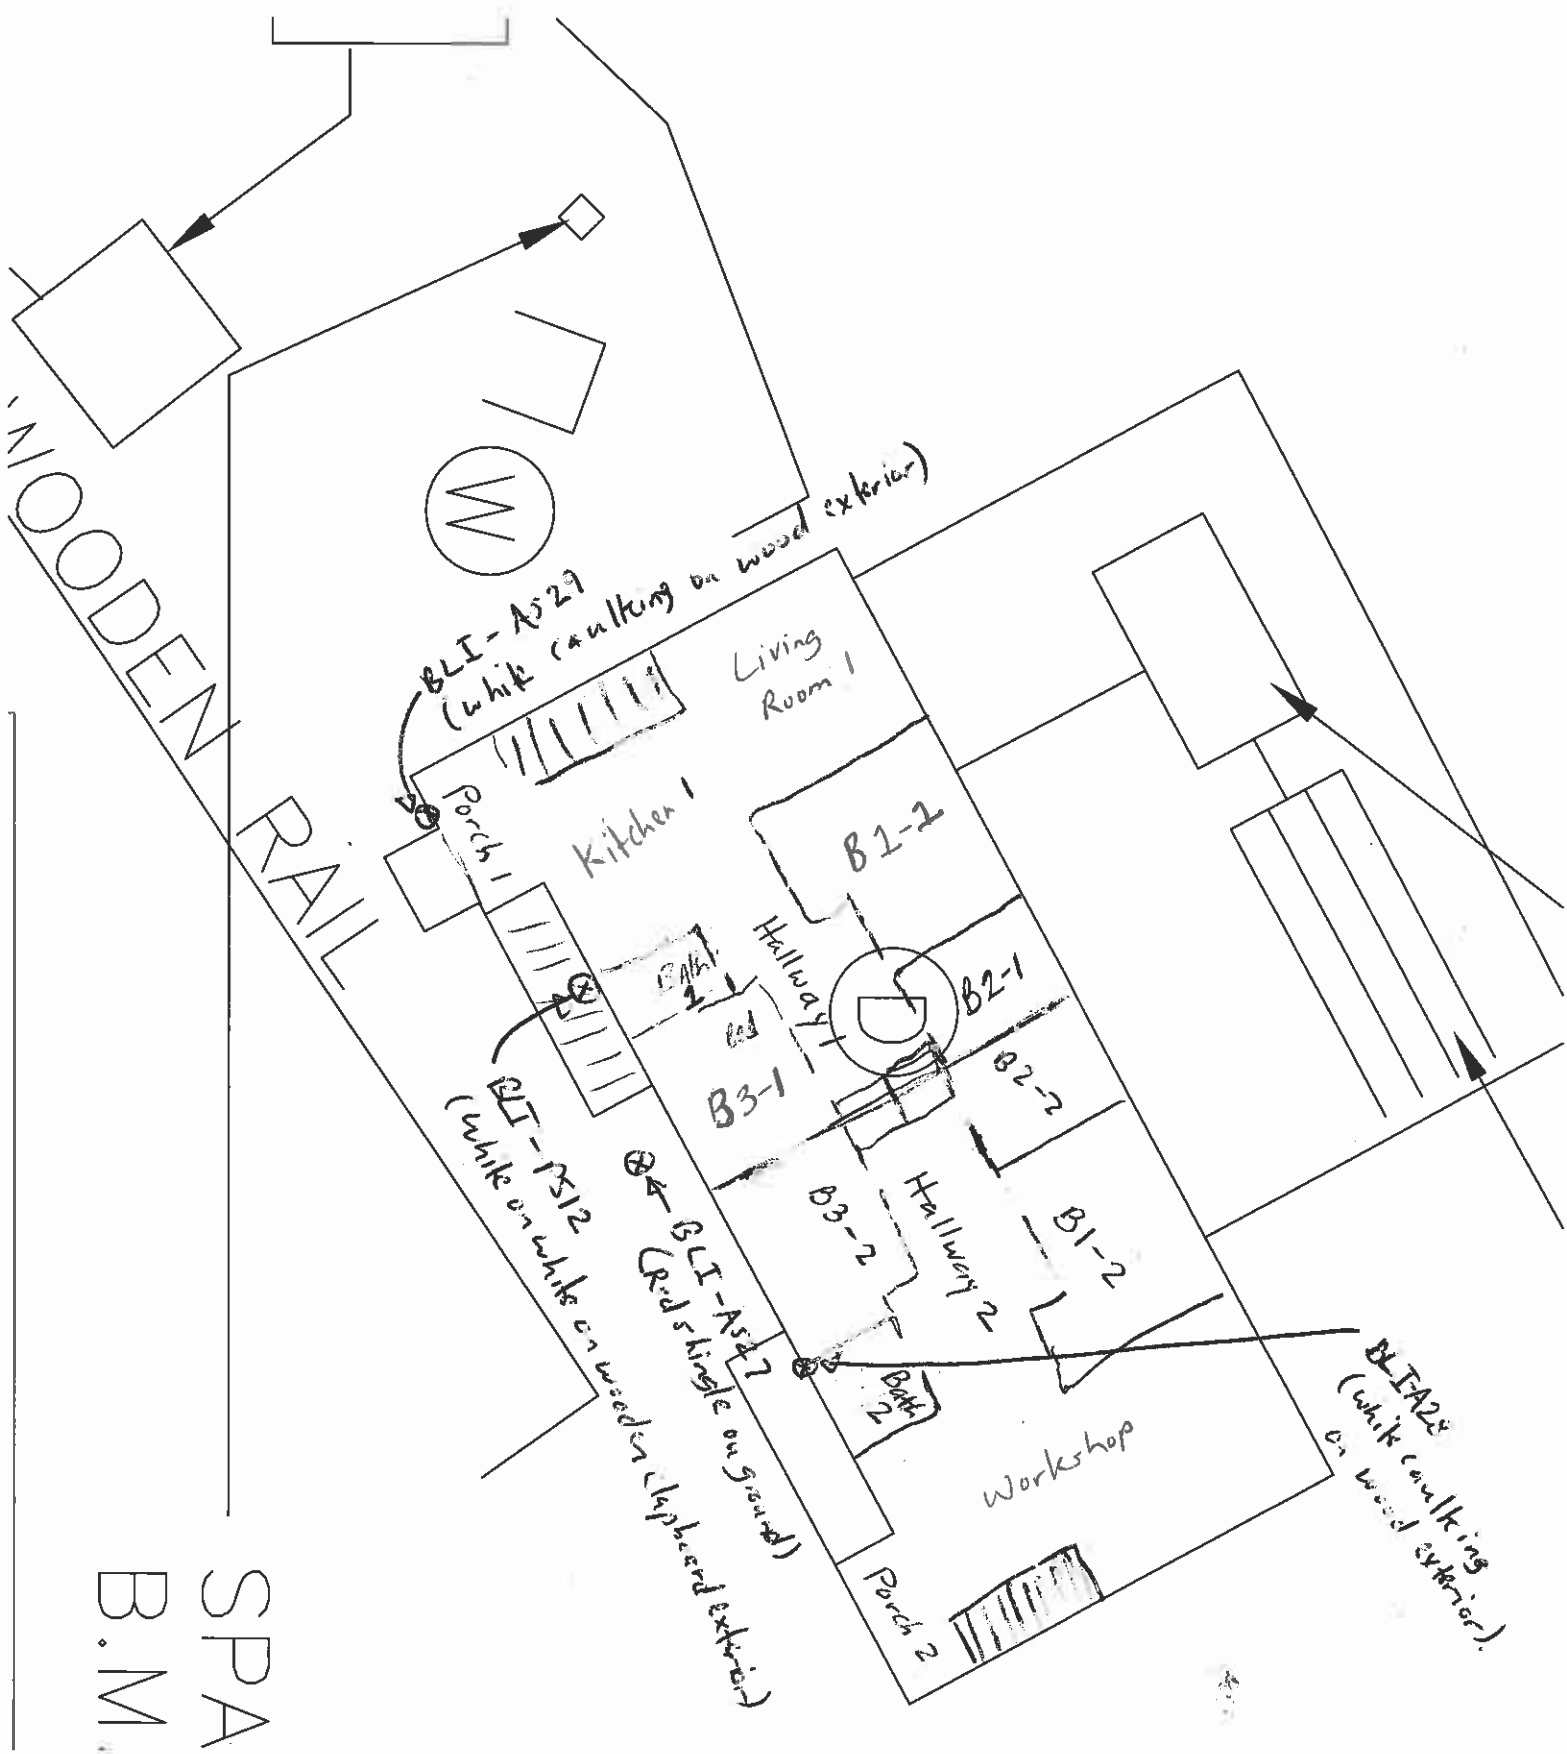 WOODEN RAIL
W
BLI-AS29
(white caulking on wood exterior)
Living
Room 1
Porch 1
Kitchen 1
B1-1
Hallway 1
D
B2-1
Bath
1
Bed
B3-1
B2-2
B3-2
Hallway 2
B1-2
Bath
2
Workshop
Porch 2
BLI-PS12
(white on white on wooden clapboard exterior)
BLI-AS27
(Red shingle on ground)
(white caulking
on wood exterior).
SPA
B.M.